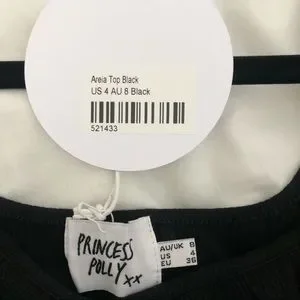 Areia Top Black
US 4 AU 8 Black
521433
PRINCESS
POLLY
xx
AU/UK 8
US 4
EU 36